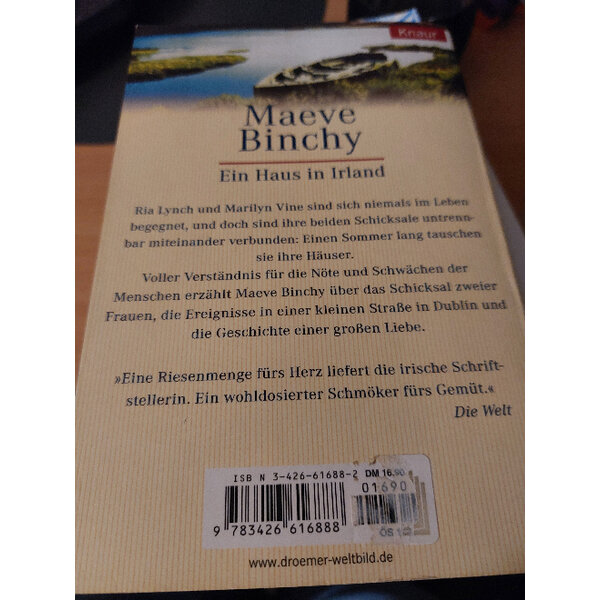 Knaur
Maeve
Binchy
Ein Haus in Irland
Ria Lynch und Marilyn Vine sind sich niemals im Leben
begegnet, und doch sind ihre beiden Schicksale untrenn-
bar miteinander verbunden: Einen Sommer lang tauschen
sie ihre Häuser.
Voller Verständnis für die Nöte und Schwächen der
Menschen erzählt Maeve Binchy über das Schicksal zweier
Frauen, die Ereignisse in einer kleinen Straße in Dublin und
die Geschichte einer großen Liebe.
»Eine Riesenmenge fürs Herz liefert die irische Schrift-
stellerin. Ein wohldosierter Schmöker fürs Gemüt.«
Die Welt
ISBN 3-426-61688-2 DM 16.90
01690
9 783426 616888
ÖS
www.droemer-weltbild.de